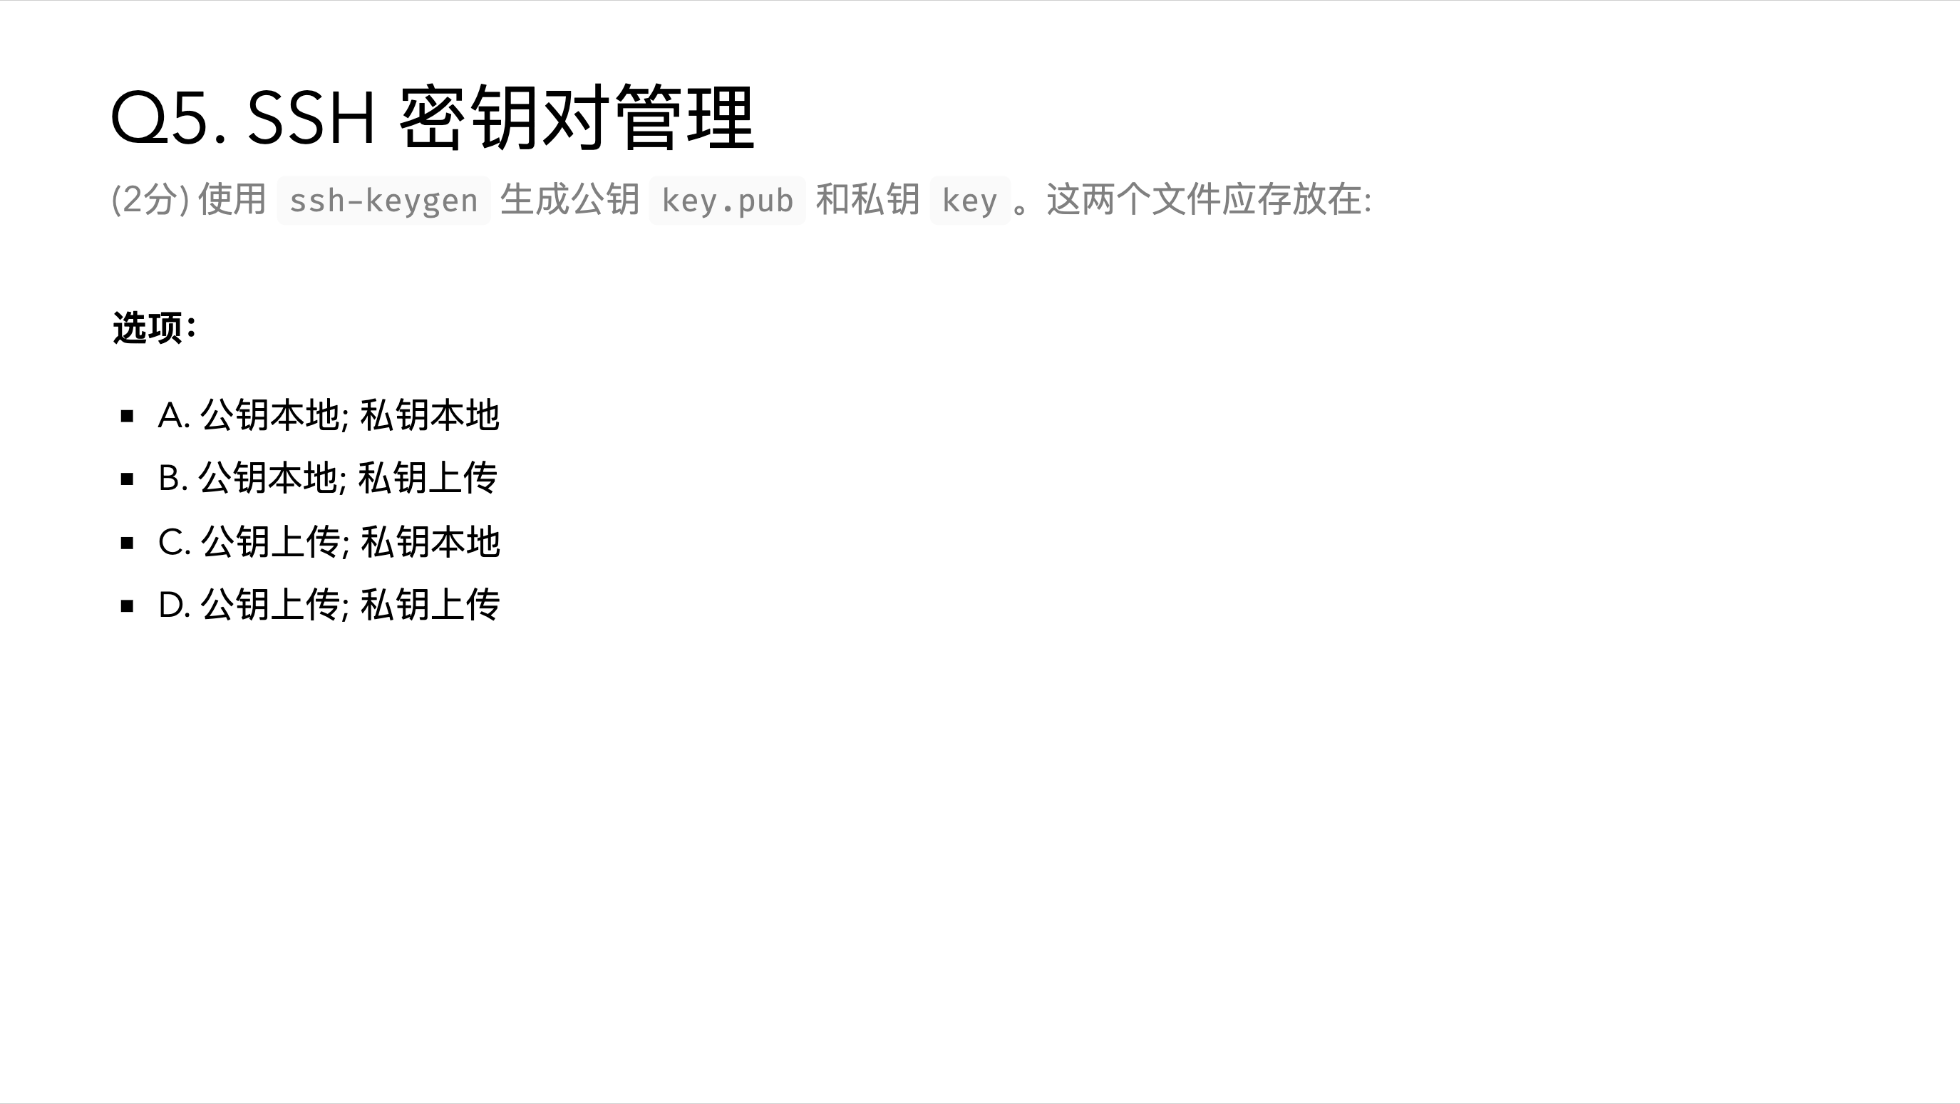 Q5. SSH 密钥对管理
(2分) 使用 ssh-keygen 生成公钥 key.pub 和私钥 key 。这两个文件应存放在:
选项：
▪ A. 公钥本地; 私钥本地
▪ B. 公钥本地; 私钥上传
▪ C. 公钥上传; 私钥本地
▪ D. 公钥上传; 私钥上传